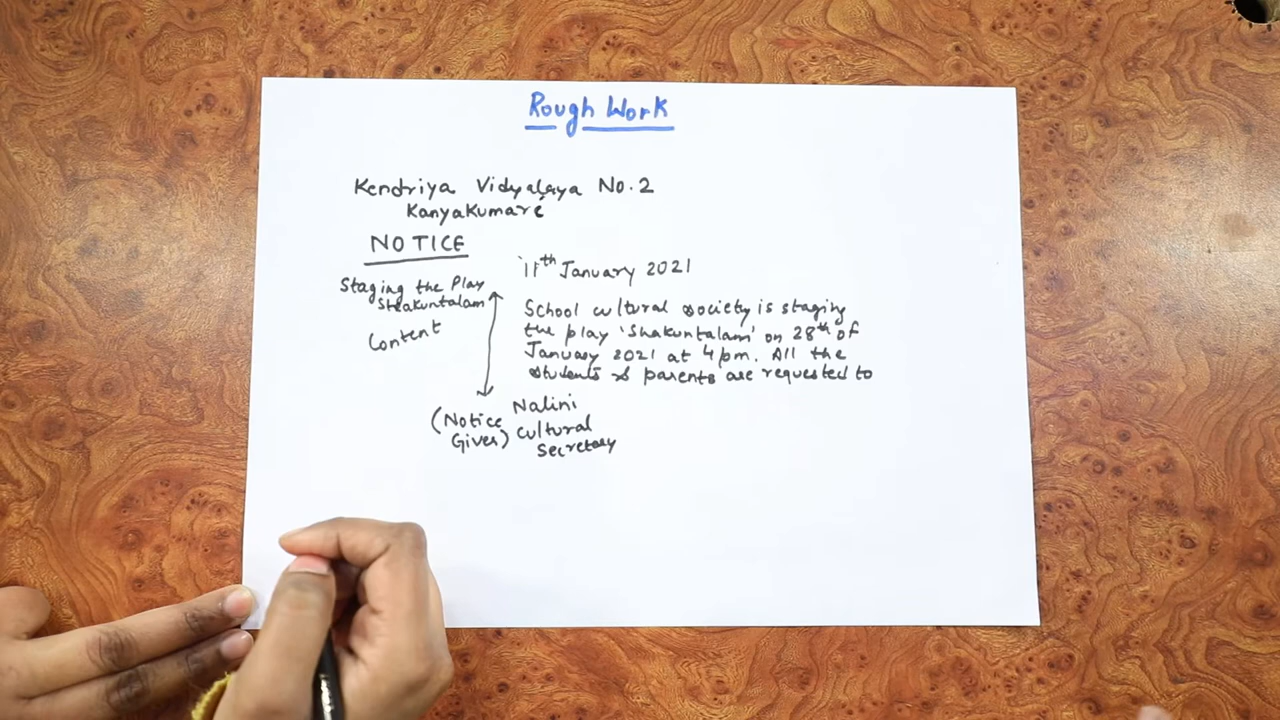 Rough Work
Kendriya Vidyalaya No. 2
Kanyakumari
NOTICE
11th January 2021
Staging the Play
Shakuntalam
Content
School cultural society is staging
the play 'Shakuntalam' on 28th of
January 2021 at 4 pm. All the
students & parents are requested to
(Notice
Giver)
Nalini
Cultural
Secretary